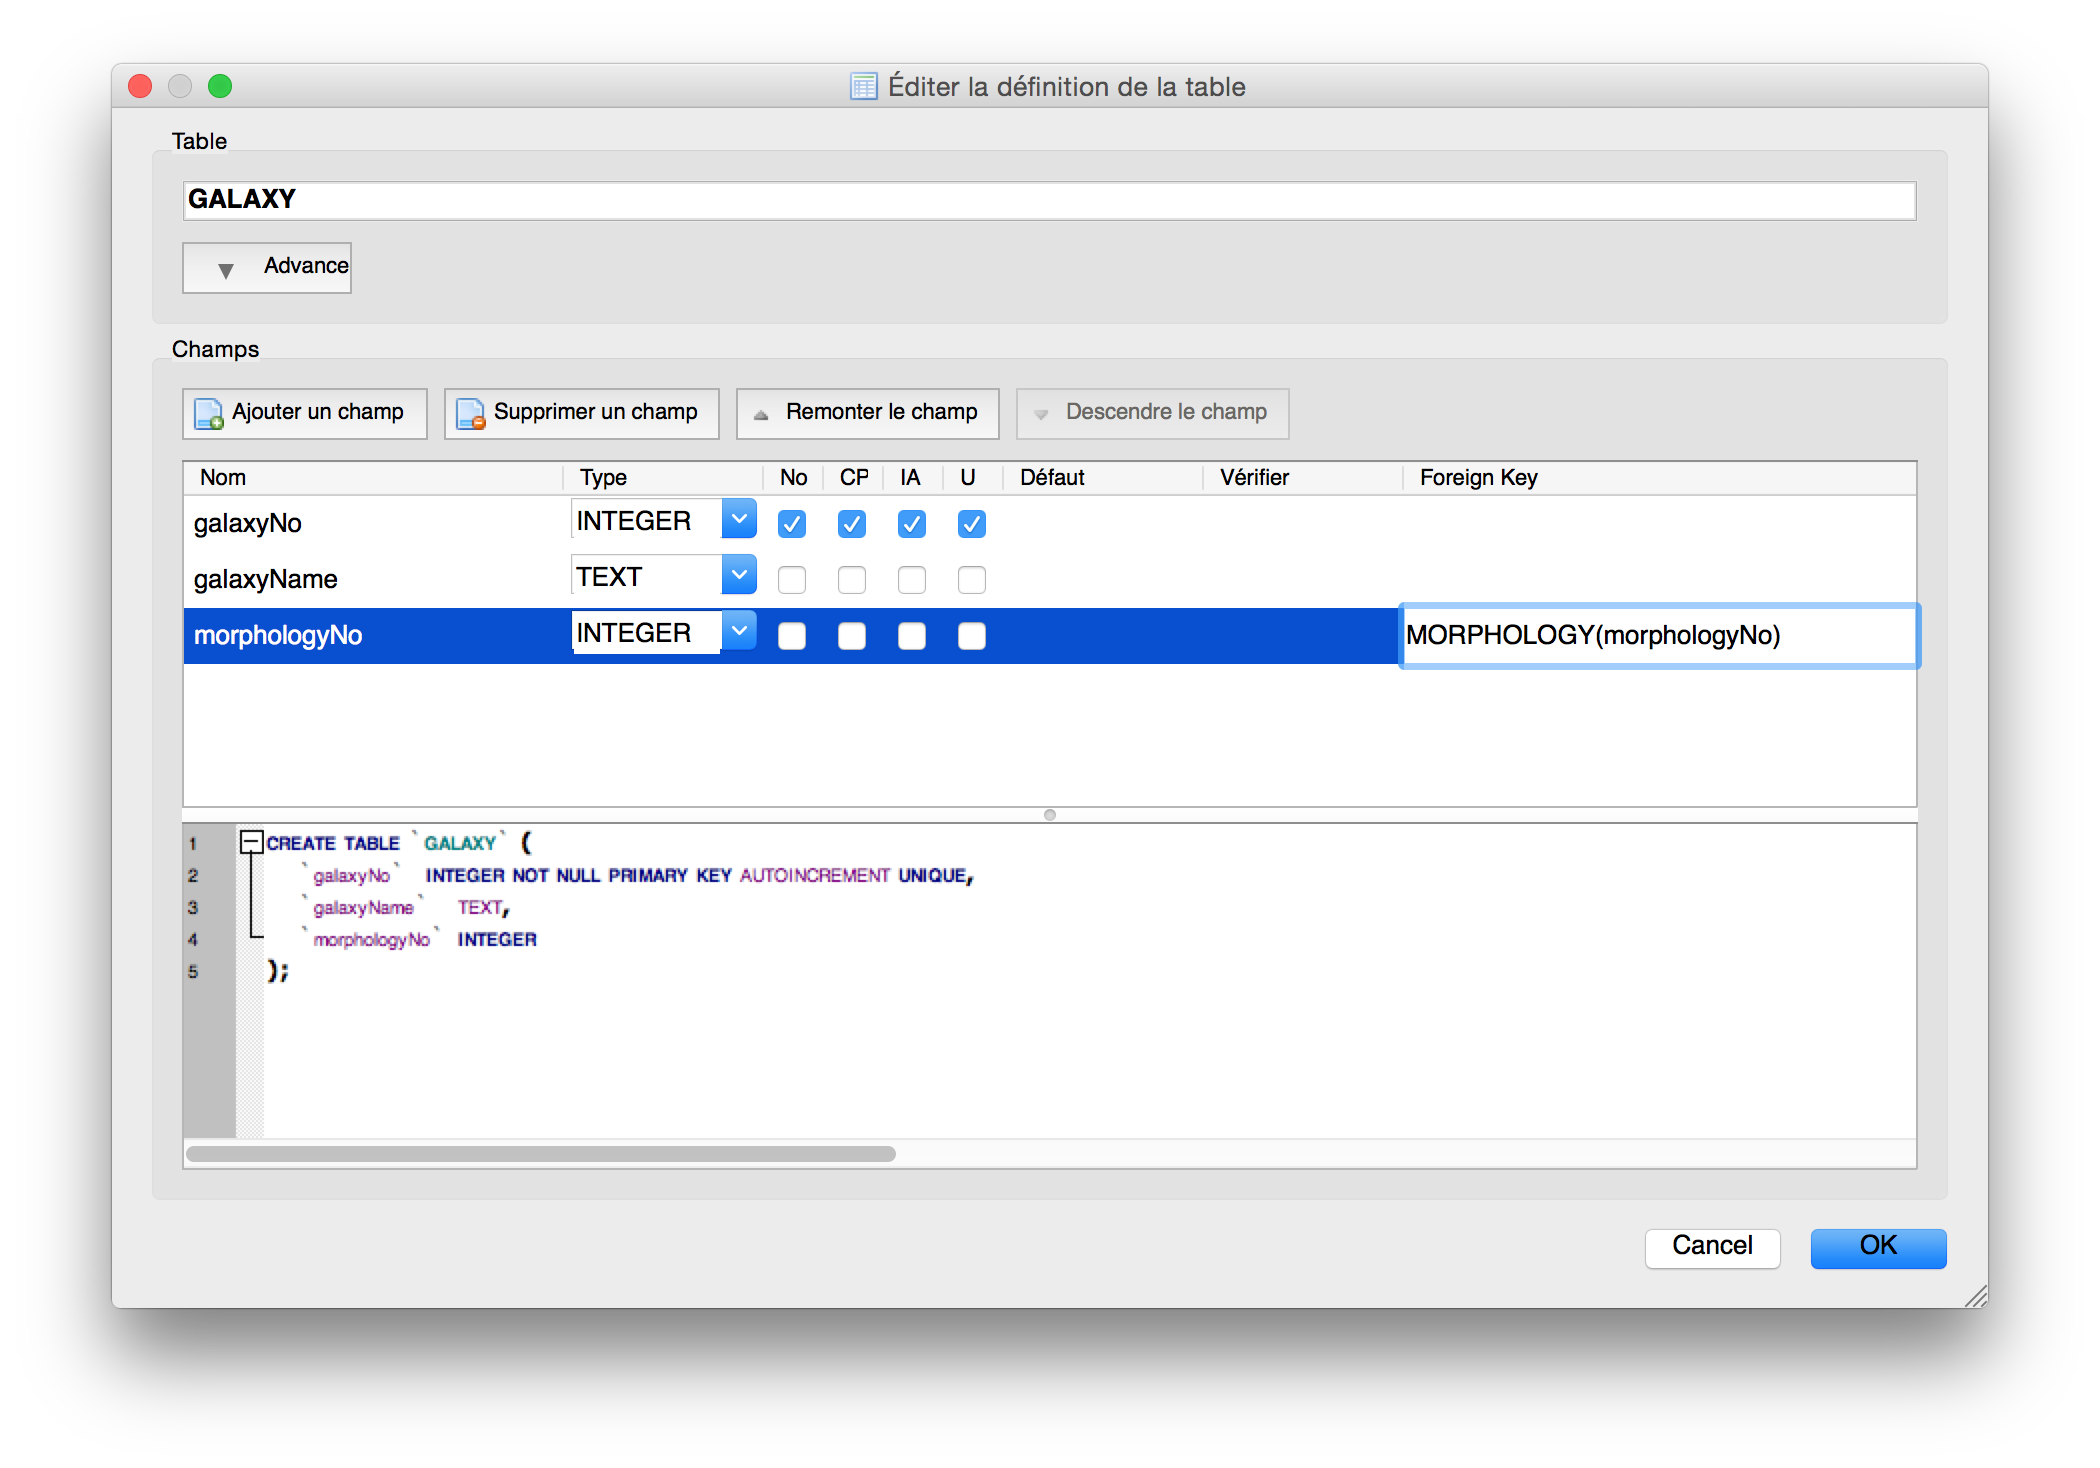 Éditer la définition de la table
Table
GALAXY
Advance
Champs
Ajouter un champ Supprimer un champ Remonter le champ Descendre le champ
Nom Type No CP IA U Défaut Vérifier Foreign Key
galaxyNo INTEGER
galaxyName TEXT
morphologyNo INTEGER MORPHOLOGY(morphologyNo)
1 CREATE TABLE `GALAXY` (
2 `galaxyNo` INTEGER NOT NULL PRIMARY KEY AUTOINCREMENT UNIQUE,
3 `galaxyName` TEXT,
4 `morphologyNo` INTEGER
5 );
Cancel OK